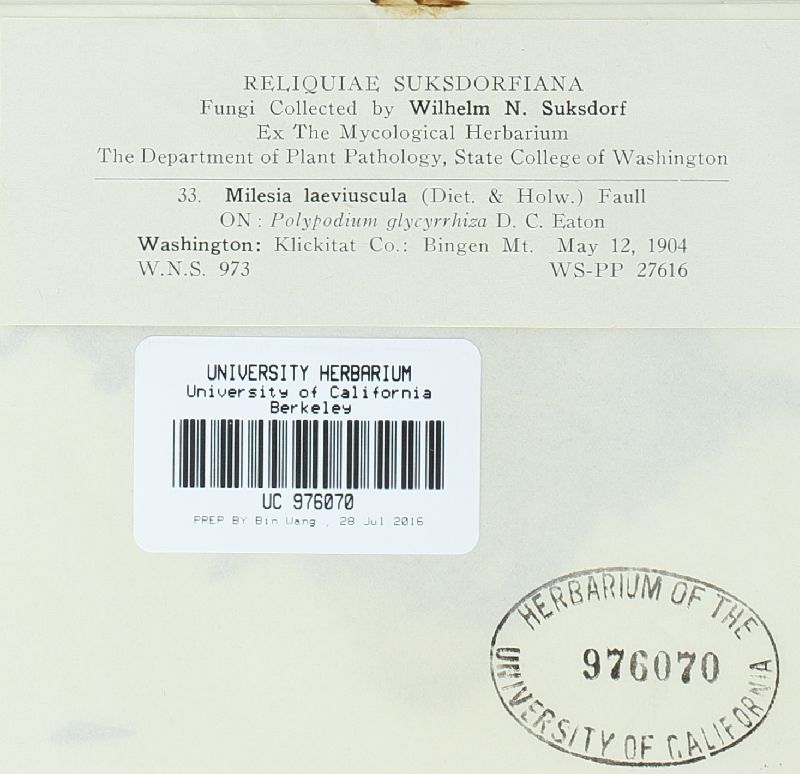 RELIQUIAE SUKSDORFIANA
Fungi Collected by Wilhelm N. Suksdorf
Ex The Mycological Herbarium
The Department of Plant Pathology, State College of Washington
33. Milesia laeviuscula (Diet. & Holw.) Faull
ON : Polypodium glycyrrhiza D. C. Eaton
Washington: Klickitat Co.: Bingen Mt. May 12, 1904
W.N.S. 973 WS-PP 27616
UNIVERSITY HERBARIUM
University of California
Berkeley
UC 976070
PREP BY Bin Wang , 28 Jul 2016
HERBARIUM OF THE
976070
UNIVERSITY OF CALIFORNIA